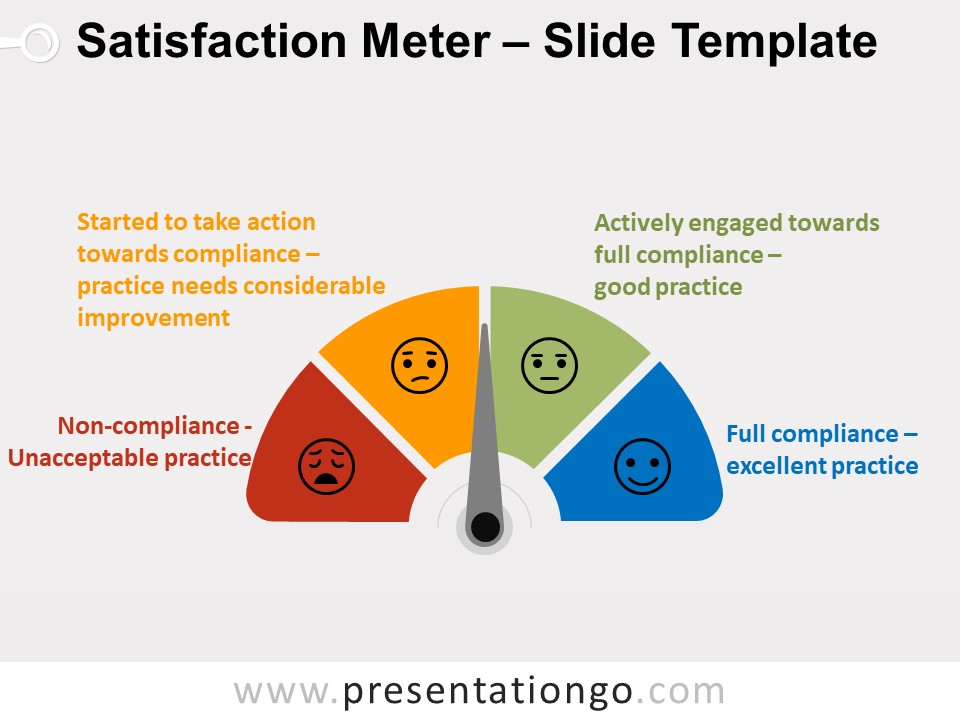 Satisfaction Meter – Slide Template
Started to take action
towards compliance –
practice needs considerable
improvement
Actively engaged towards
full compliance –
good practice
Non-compliance -
Unacceptable practice
Full compliance –
excellent practice
www.presentationgo.com